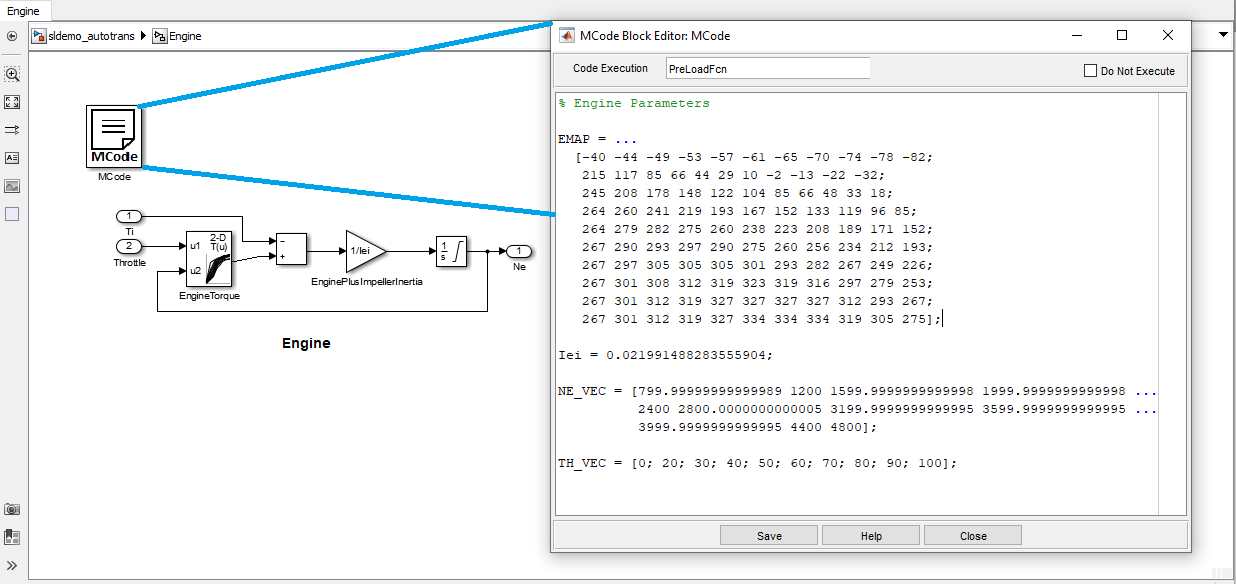 Engine
sldemo_autotrans Engine
MCode
MCode
1
Ti
2
Throttle
u1
u2
2-D
T(u)
EngineTorque
−
+
1/Iei
EnginePlusImpellerInertia
1
s
1
Ne
Engine
MCode Block Editor: MCode
Code Execution PreLoadFcn Do Not Execute
% Engine Parameters
EMAP = ...
[-40 -44 -49 -53 -57 -61 -65 -70 -74 -78 -82;
215 117 85 66 44 29 10 -2 -13 -22 -32;
245 208 178 148 122 104 85 66 48 33 18;
264 260 241 219 193 167 152 133 119 96 85;
264 279 282 275 260 238 223 208 189 171 152;
267 290 293 297 290 275 260 256 234 212 193;
267 297 305 305 305 301 293 282 267 249 226;
267 301 308 312 319 323 319 316 297 279 253;
267 301 312 319 327 327 327 327 312 293 267;
267 301 312 319 327 334 334 334 319 305 275];
Iei = 0.021991488283555904;
NE_VEC = [799.99999999999989 1200 1599.9999999999998 1999.9999999999998 ...
2400 2800.0000000000005 3199.9999999999995 3599.9999999999995 ...
3999.9999999999995 4400 4800];
TH_VEC = [0; 20; 30; 40; 50; 60; 70; 80; 90; 100];
Save Help Close